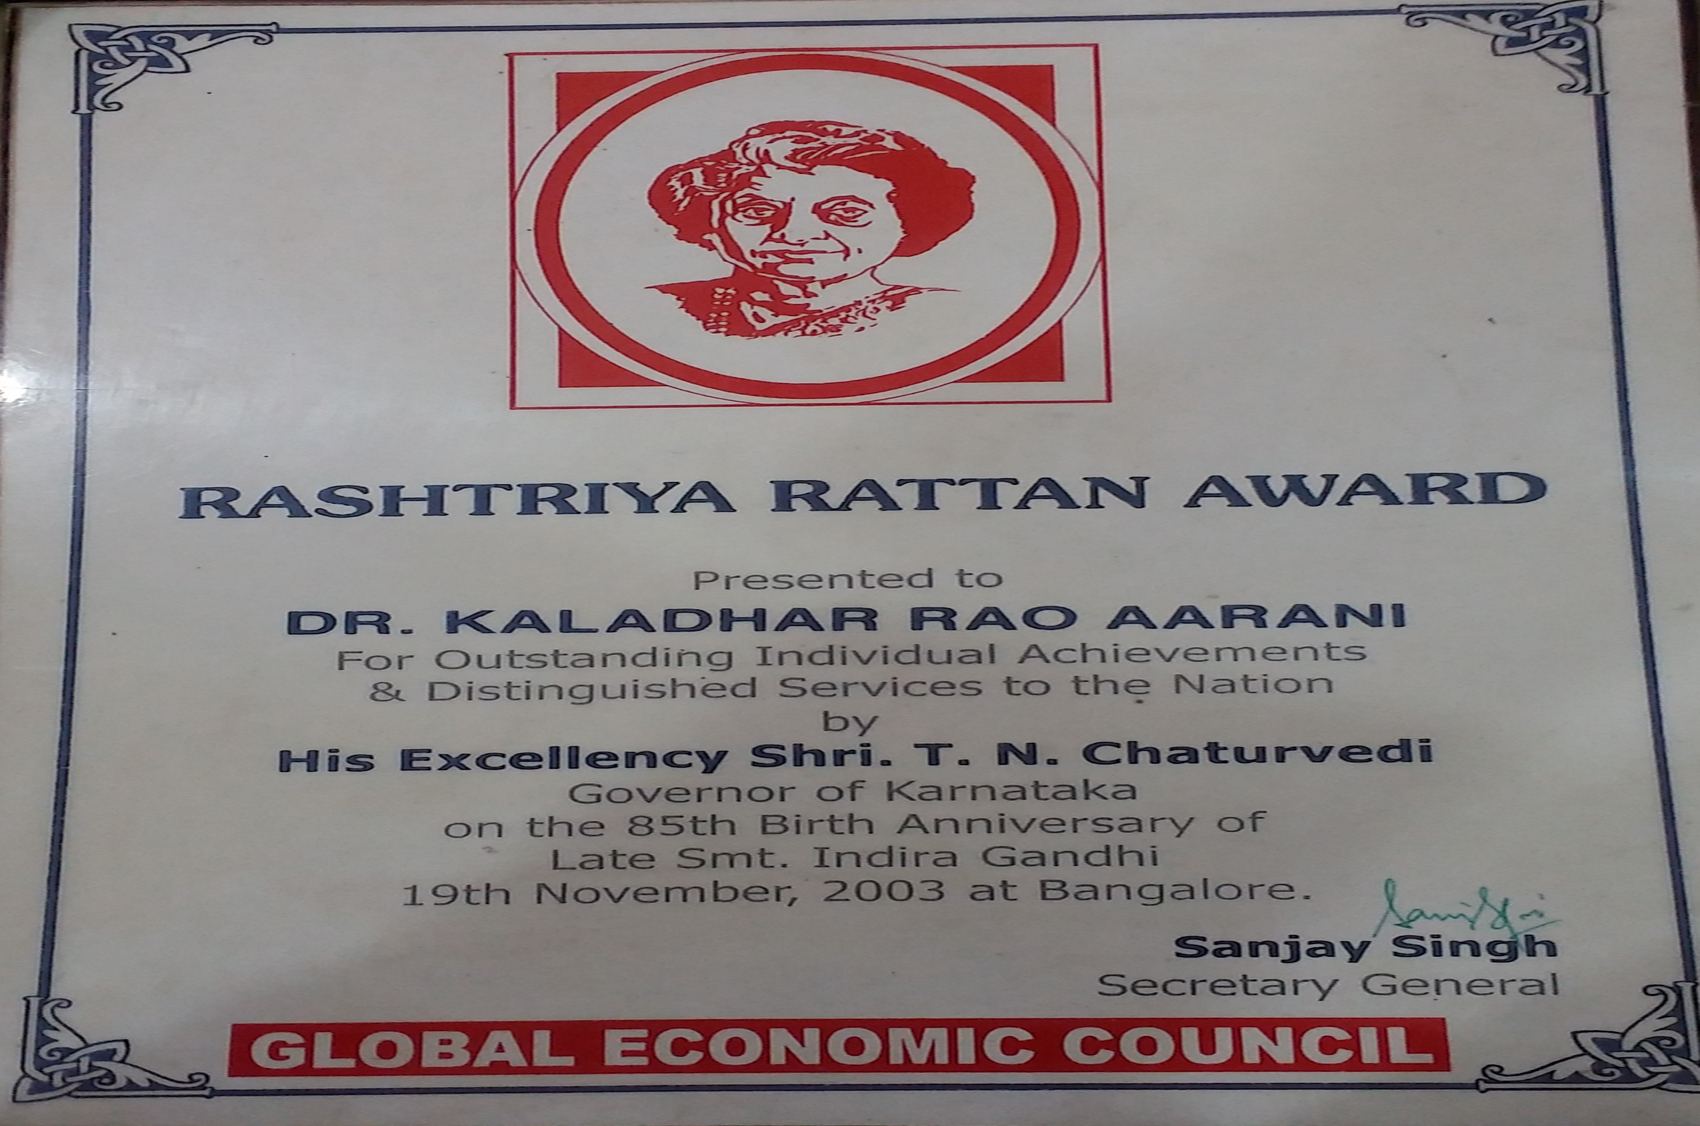 RASHTRIYA RATTAN AWARD
Presented to
DR. KALADHAR RAO AARANI
For Outstanding Individual Achievements
& Distinguished Services to the Nation
by
His Excellency Shri. T. N. Chaturvedi
Governor of Karnataka
on the 85th Birth Anniversary of
Late Smt. Indira Gandhi
19th November, 2003 at Bangalore.
Sanjay Singh
Secretary General
GLOBAL ECONOMIC COUNCIL